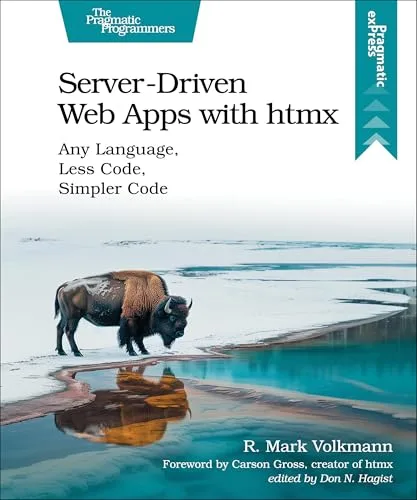 The
Pragmatic
Programmers
Pragmatic
exPress
Server-Driven
Web Apps with htmx
Any Language,
Less Code,
Simpler Code
R. Mark Volkmann
Foreword by Carson Gross, creator of htmx
edited by Don N. Hagist